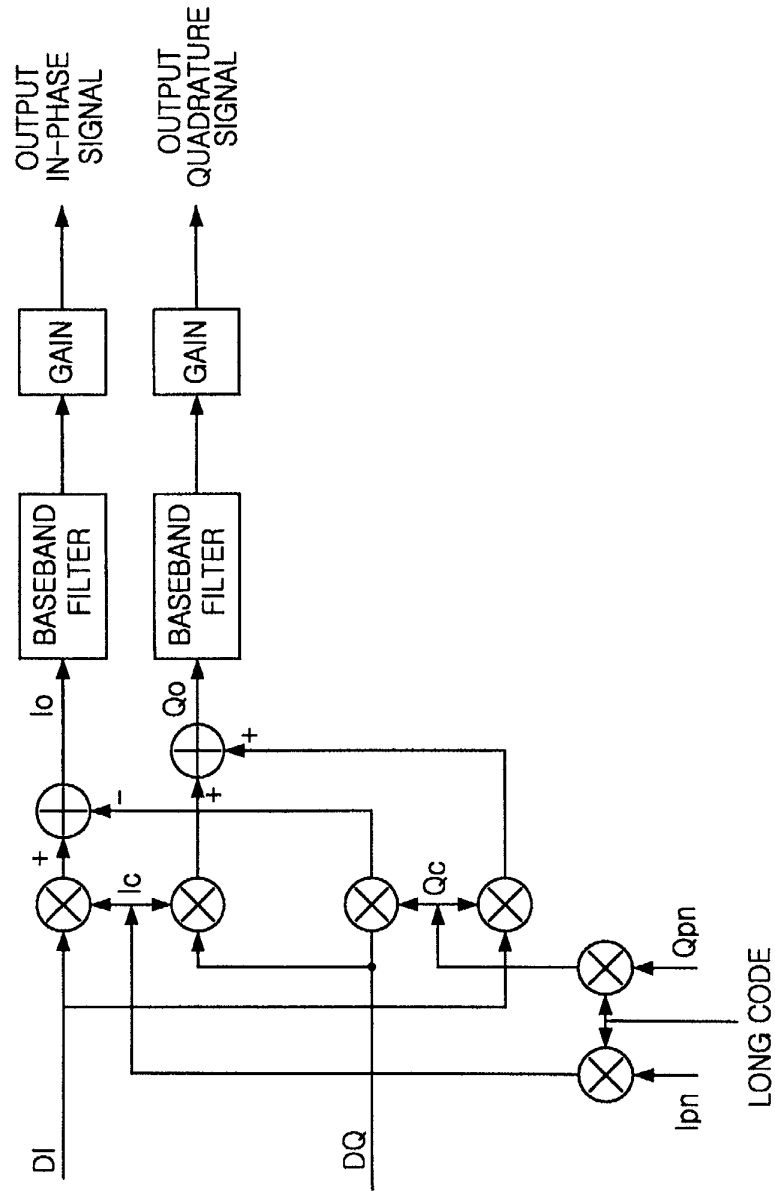 DI
DQ
Ipn
Qpn
LONG CODE
+
Ic
-
Qc
+
+
Io
Qo
BASEBAND
FILTER
BASEBAND
FILTER
GAIN
GAIN
OUTPUT
IN-PHASE
SIGNAL
OUTPUT
QUADRATURE
SIGNAL